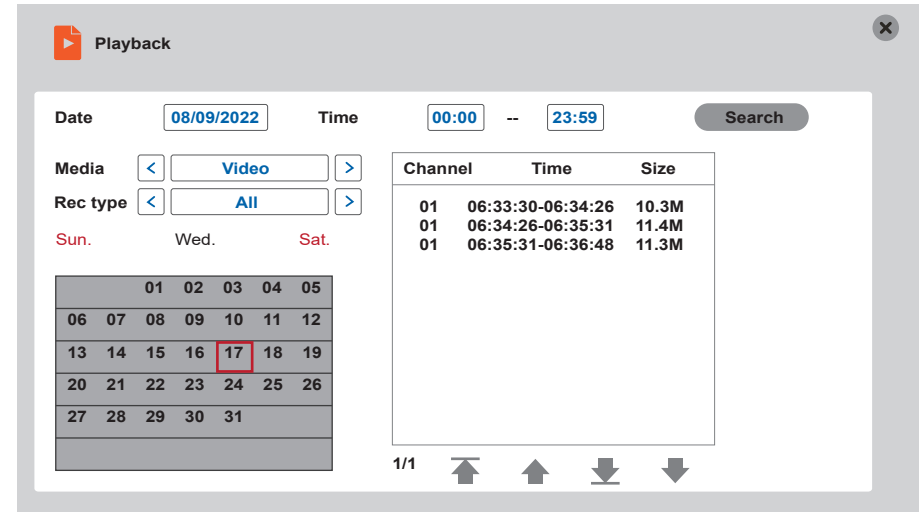 Playback
Date 08/09/2022 Time 00:00 -- 23:59 Search
Media < Video >
Rec type < All >
Sun. Wed. Sat.
01 02 03 04 05
06 07 08 09 10 11 12
13 14 15 16 17 18 19
20 21 22 23 24 25 26
27 28 29 30 31
Channel Time Size
01 06:33:30-06:34:26 10.3M
01 06:34:26-06:35:31 11.4M
01 06:35:31-06:36:48 11.3M
1/1